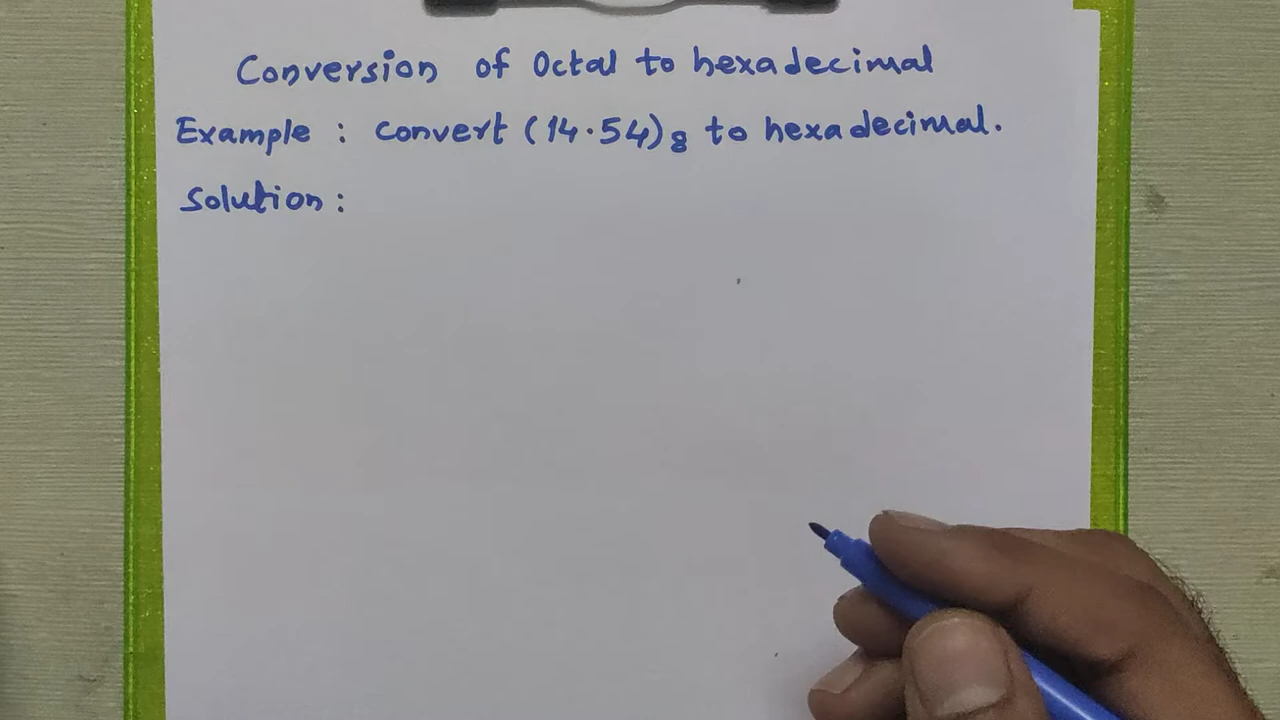 Conversion of Octal to hexadecimal
Example : Convert (14.54)₈ to hexadecimal.
Solution :